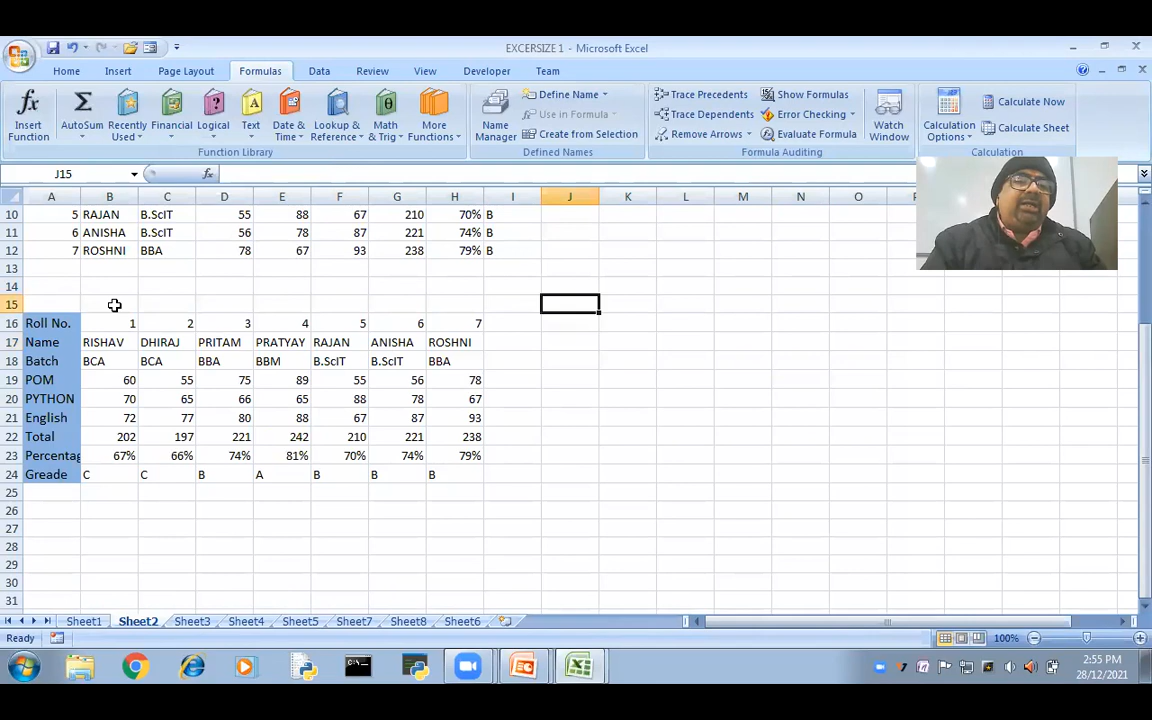 EXCERSIZE 1 - Microsoft Excel
Home Insert Page Layout Formulas Data Review View Developer Team
Insert Function
AutoSum
Recently Used
Financial
Logical
Text
Date & Time
Lookup & Reference
Math & Trig
More Functions
Function Library
Name Manager
Define Name
Use in Formula
Create from Selection
Defined Names
Trace Precedents
Trace Dependents
Remove Arrows
Show Formulas
Error Checking
Evaluate Formula
Formula Auditing
Watch Window
Calculation Options
Calculate Now
Calculate Sheet
Calculation
J15 fx
A B C D E F G H I J K L M N O
10 5 RAJAN B.ScIT 55 88 67 210 70% B
11 6 ANISHA B.ScIT 56 78 87 221 74% B
12 7 ROSHNI BBA 78 67 93 238 79% B
13
14
15
16 Roll No. 1 2 3 4 5 6 7
17 Name RISHAV DHIRAJ PRITAM PRATYAY RAJAN ANISHA ROSHNI
18 Batch BCA BCA BBA BBM B.ScIT B.ScIT BBA
19 POM 60 55 75 89 55 56 78
20 PYTHON 70 65 66 65 88 78 67
21 English 72 77 80 88 67 87 93
22 Total 202 197 221 242 210 221 238
23 Percentag 67% 66% 74% 81% 70% 74% 79%
24 Greade C C B A B B B
25
26
27
28
29
30
31
Sheet1 Sheet2 Sheet3 Sheet4 Sheet5 Sheet7 Sheet8 Sheet6
Ready 100%
2:55 PM
28/12/2021